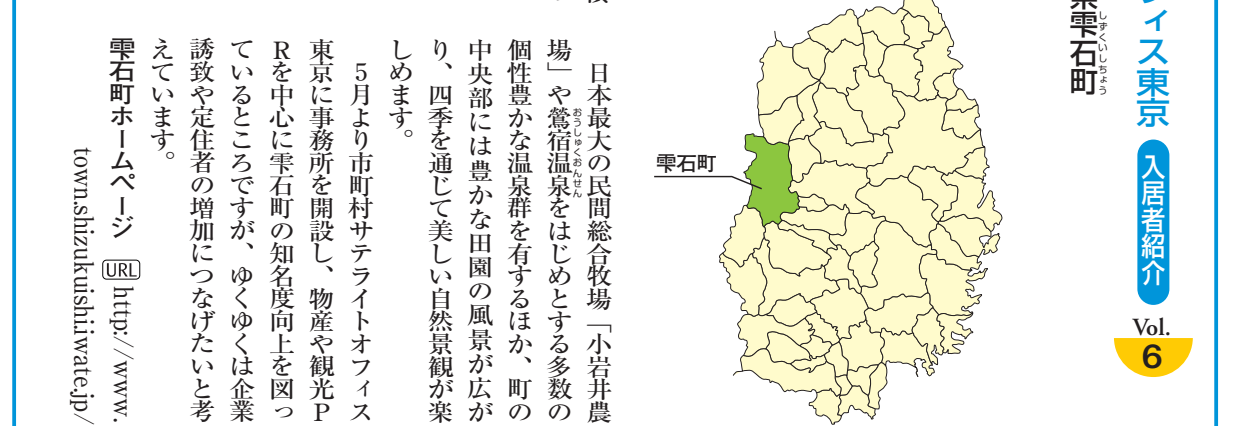 ィス東京 入居者紹介 Vol. 6
雫石町
しずくいしちょう
雫石町
日本最大の民間総合牧場「小岩井農
場」や鶯宿温泉をはじめとする多数の
おうしゅくおんせん
個性豊かな温泉群を有するほか、町の
中央部には豊かな田園の風景が広が
り、四季を通じて美しい自然景観が楽
しめます。
5月より市町村サテライトオフィス
東京に事務所を開設し、物産や観光P
Rを中心に雫石町の知名度向上を図っ
ているところですが、ゆくゆくは企業
誘致や定住者の増加につなげたいと考
えています。
雫石町ホームページ URL http://www.
town.shizukuishi.iwate.jp/